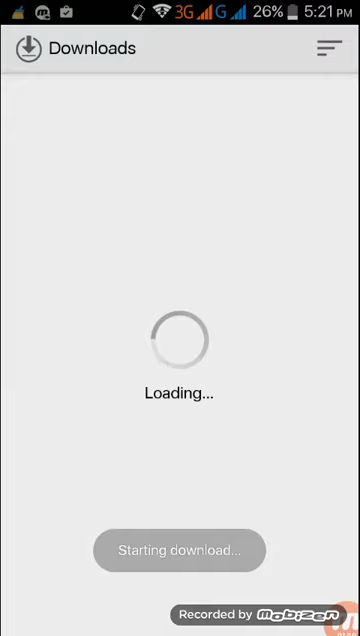 3G G 26% 5:21 PM
Downloads
Loading...
Starting download...
Recorded by mobizen